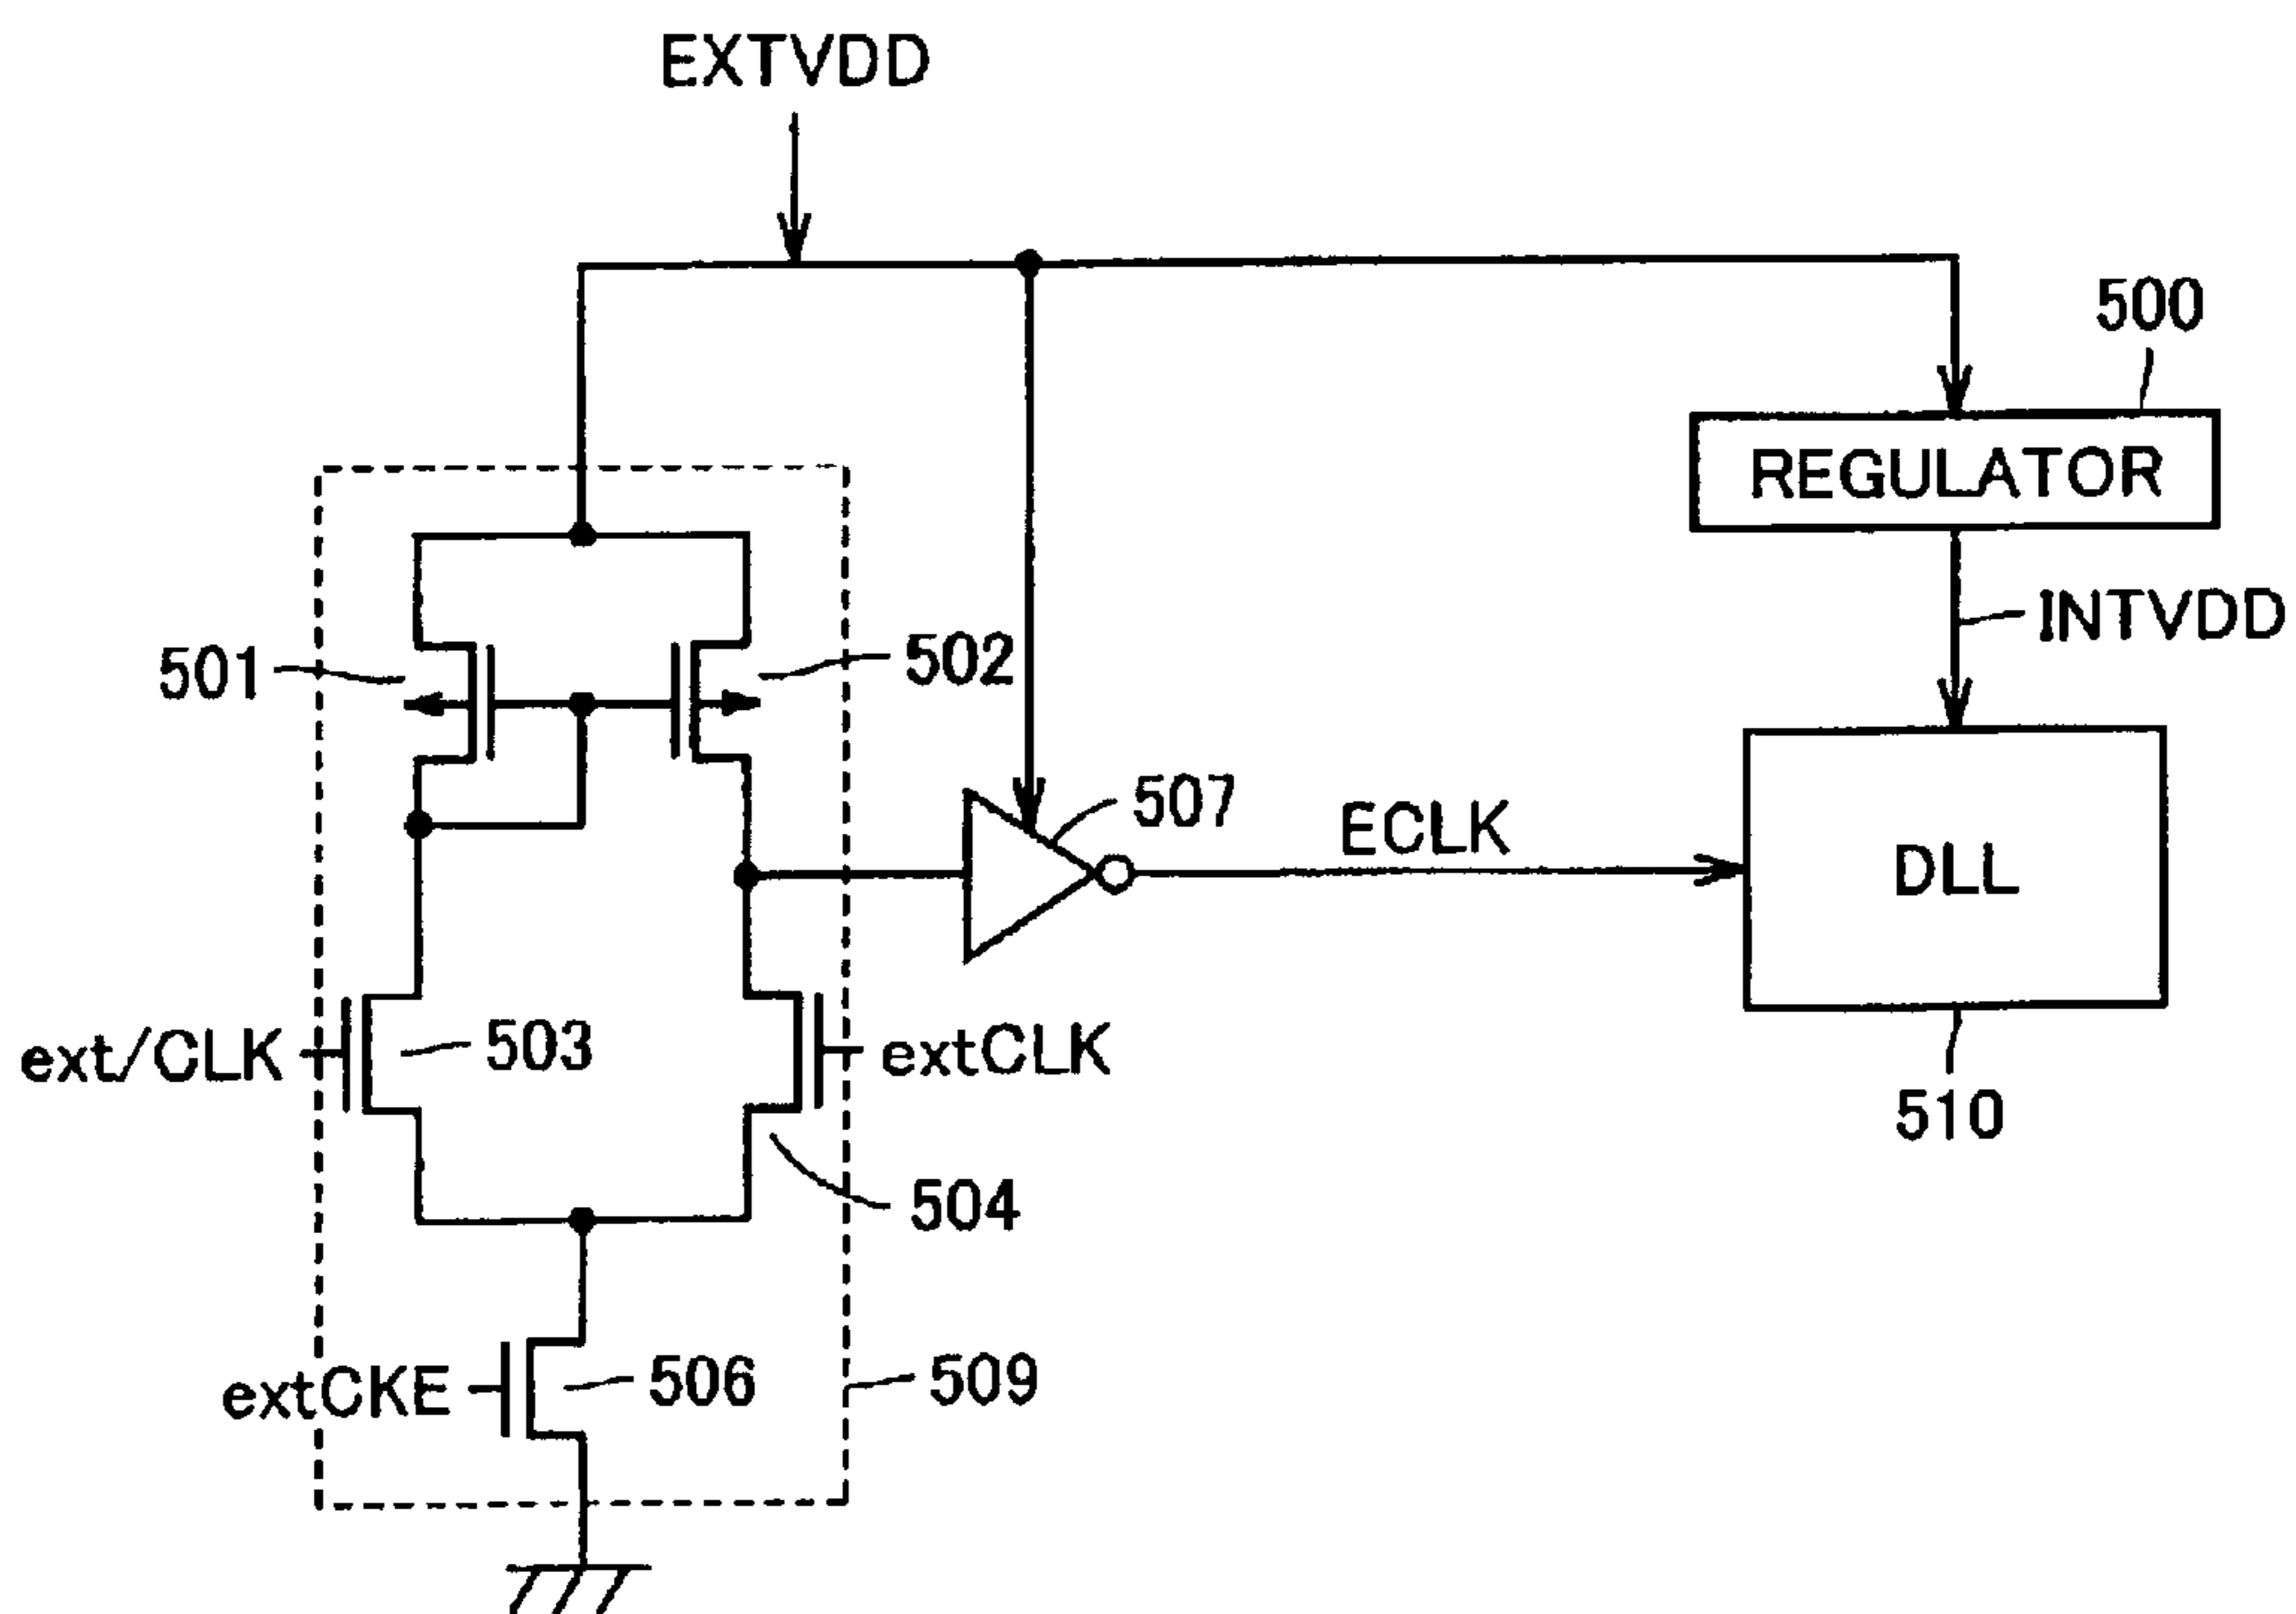 EXTVDD
500
REGULATOR
INTVDD
501
502
507
ECLK
DLL
ext/CLK
503
extCLK
510
504
extCKE
506
509